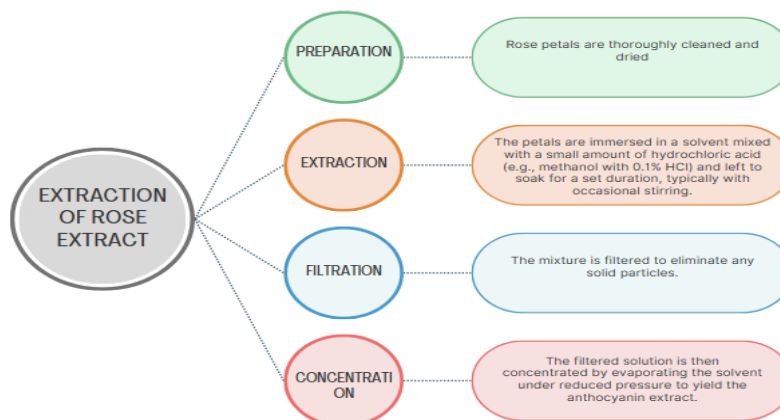 EXTRACTION
OF ROSE
EXTRACT
PREPARATION
Rose petals are thoroughly cleaned and
dried
EXTRACTION
The petals are immersed in a solvent mixed
with a small amount of hydrochloric acid
(e.g., methanol with 0.1% HCl) and left to
soak for a set duration, typically with
occasional stirring.
FILTRATION
The mixture is filtered to eliminate any
solid particles.
CONCENTRATI
ON
The filtered solution is then
concentrated by evaporating the solvent
under reduced pressure to yield the
anthocyanin extract.